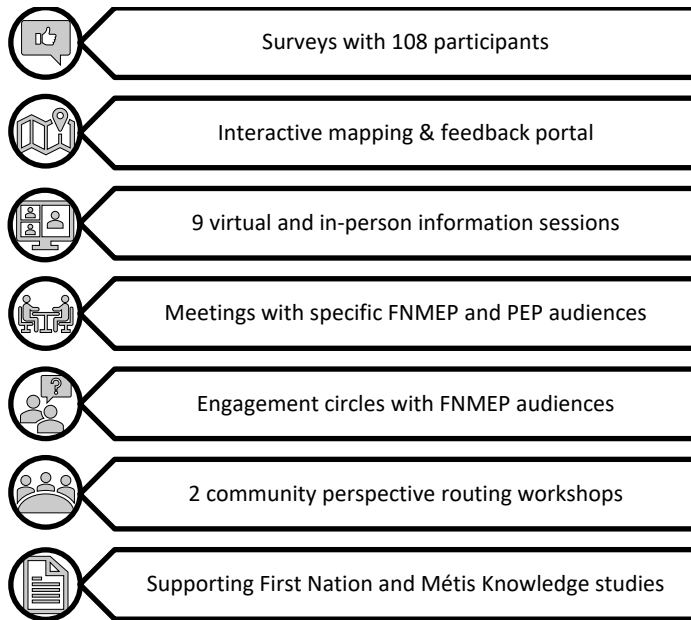 Surveys with 108 participants
Interactive mapping & feedback portal
9 virtual and in-person information sessions
Meetings with specific FNMEP and PEP audiences
?
Engagement circles with FNMEP audiences
2 community perspective routing workshops
Supporting First Nation and Métis Knowledge studies